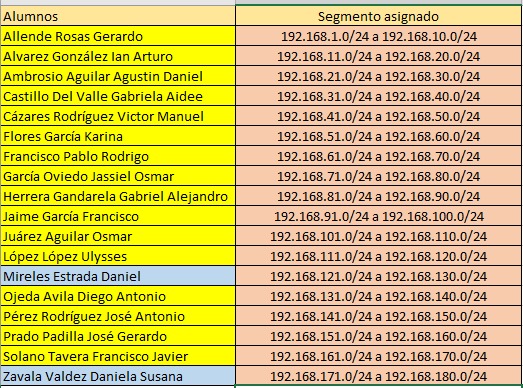 Alumnos Segmento asignado
Allende Rosas Gerardo 192.168.1.0/24 a 192.168.10.0/24
Alvarez González Ian Arturo 192.168.11.0/24 a 192.168.20.0/24
Ambrosio Aguilar Agustin Daniel 192.168.21.0/24 a 192.168.30.0/24
Castillo Del Valle Gabriela Aidee 192.168.31.0/24 a 192.168.40.0/24
Cázares Rodríguez Victor Manuel 192.168.41.0/24 a 192.168.50.0/24
Flores García Karina 192.168.51.0/24 a 192.168.60.0/24
Francisco Pablo Rodrigo 192.168.61.0/24 a 192.168.70.0/24
García Oviedo Jassiel Osmar 192.168.71.0/24 a 192.168.80.0/24
Herrera Gandarela Gabriel Alejandro 192.168.81.0/24 a 192.168.90.0/24
Jaime García Francisco 192.168.91.0/24 a 192.168.100.0/24
Juárez Aguilar Osmar 192.168.101.0/24 a 192.168.110.0/24
López López Ulysses 192.168.111.0/24 a 192.168.120.0/24
Mireles Estrada Daniel 192.168.121.0/24 a 192.168.130.0/24
Ojeda Avila Diego Antonio 192.168.131.0/24 a 192.168.140.0/24
Pérez Rodríguez José Antonio 192.168.141.0/24 a 192.168.150.0/24
Prado Padilla José Gerardo 192.168.151.0/24 a 192.168.160.0/24
Solano Tavera Francisco Javier 192.168.161.0/24 a 192.168.170.0/24
Zavala Valdez Daniela Susana 192.168.171.0/24 a 192.168.180.0/24